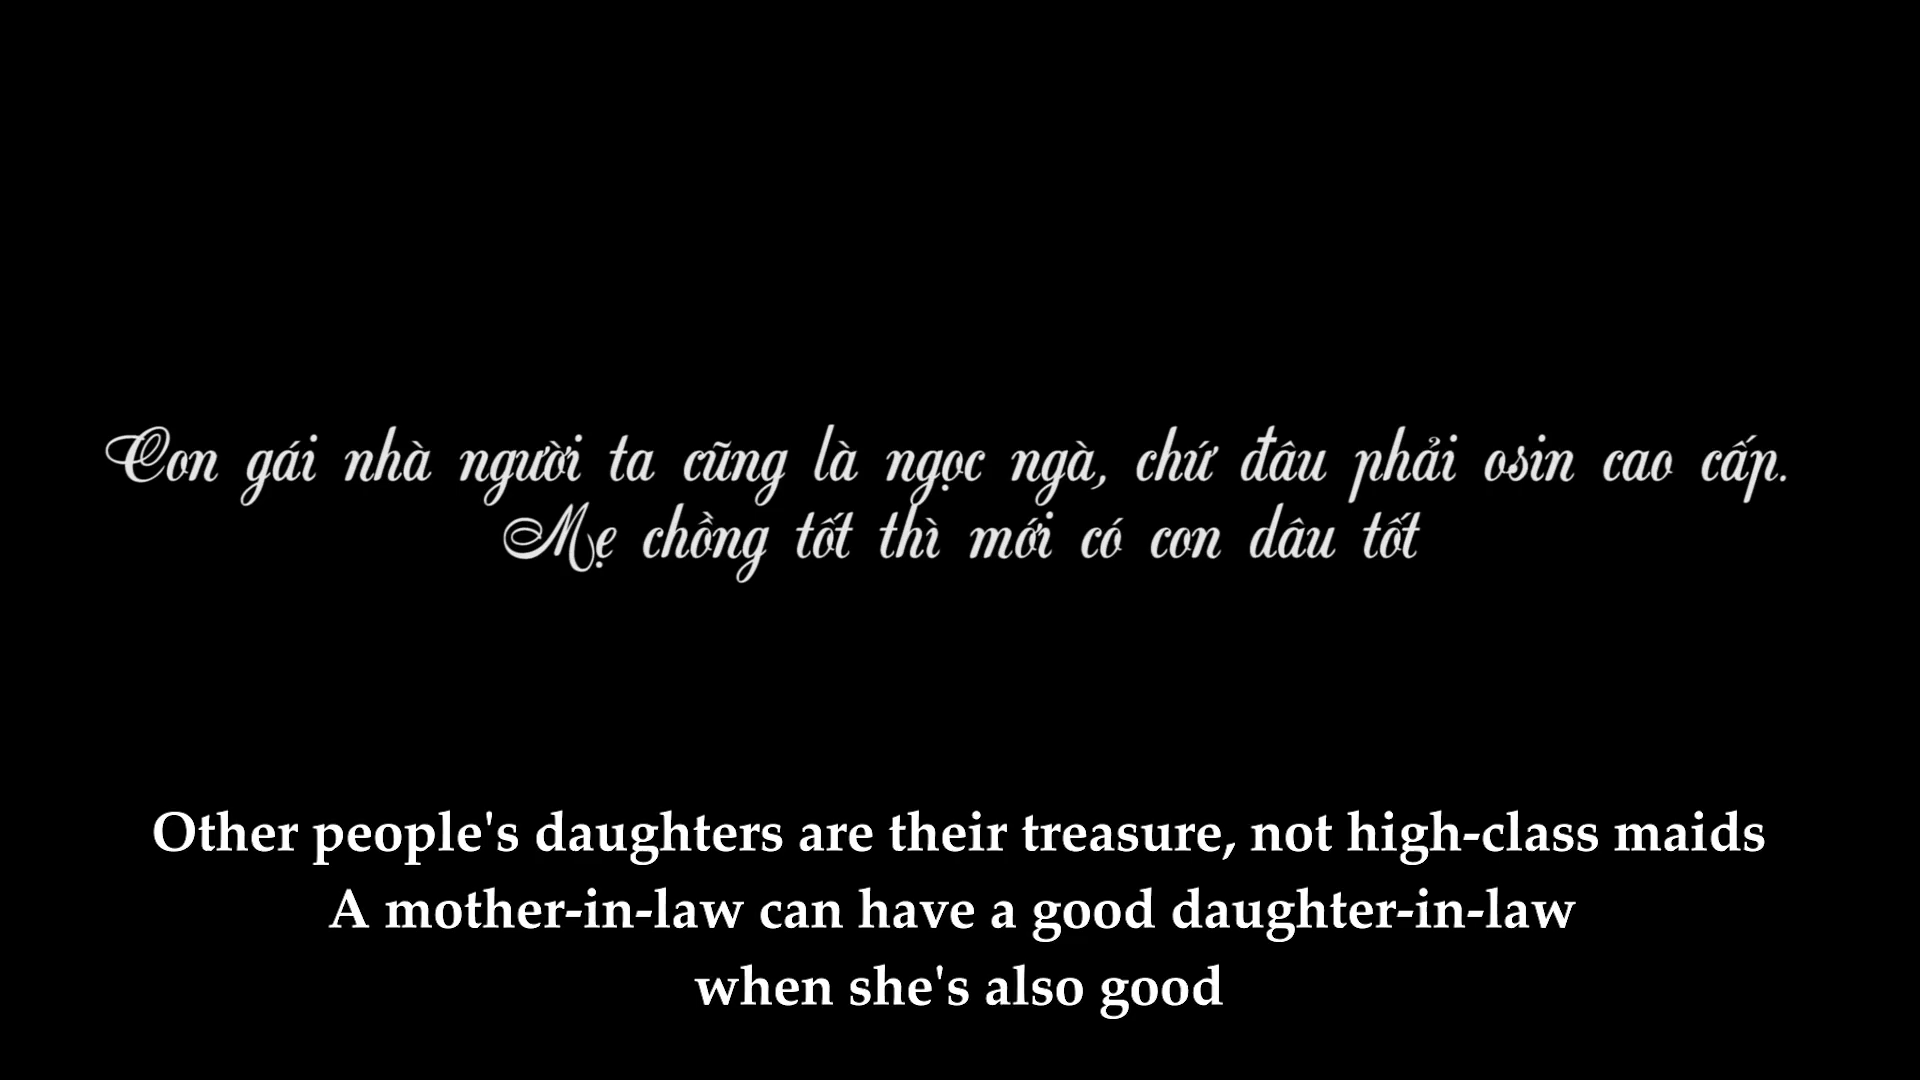 Con gái nhà người ta cũng là ngọc ngà, chứ đâu phải osin cao cấp.
Mẹ chồng tốt thì mới có con dâu tốt
Other people's daughters are their treasure, not high-class maids
A mother-in-law can have a good daughter-in-law
when she's also good